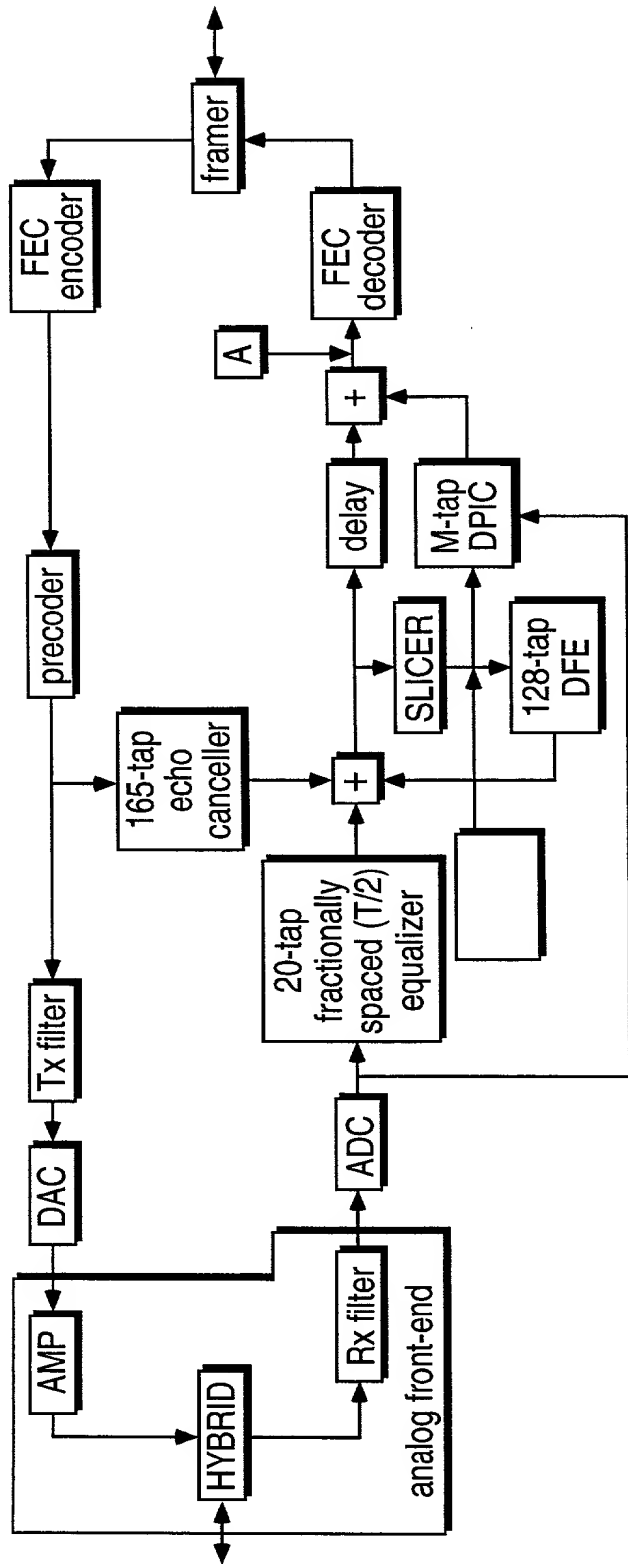 AMP
DAC
Tx filter
precoder
FEC
encoder
framer
HYBRID
Rx filter
analog front-end
ADC
20-tap
fractionally
spaced (T/2)
equalizer
165-tap
echo
canceller
+
SLICER
128-tap
DFE
delay
M-tap
DPIC
+
A
FEC
decoder